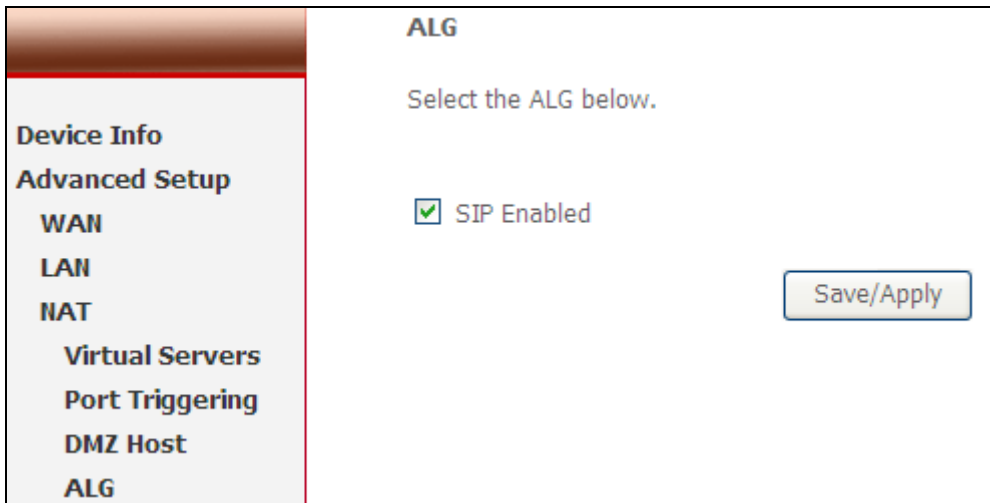 Device Info
Advanced Setup
WAN
LAN
NAT
Virtual Servers
Port Triggering
DMZ Host
ALG
ALG
Select the ALG below.
SIP Enabled
Save/Apply